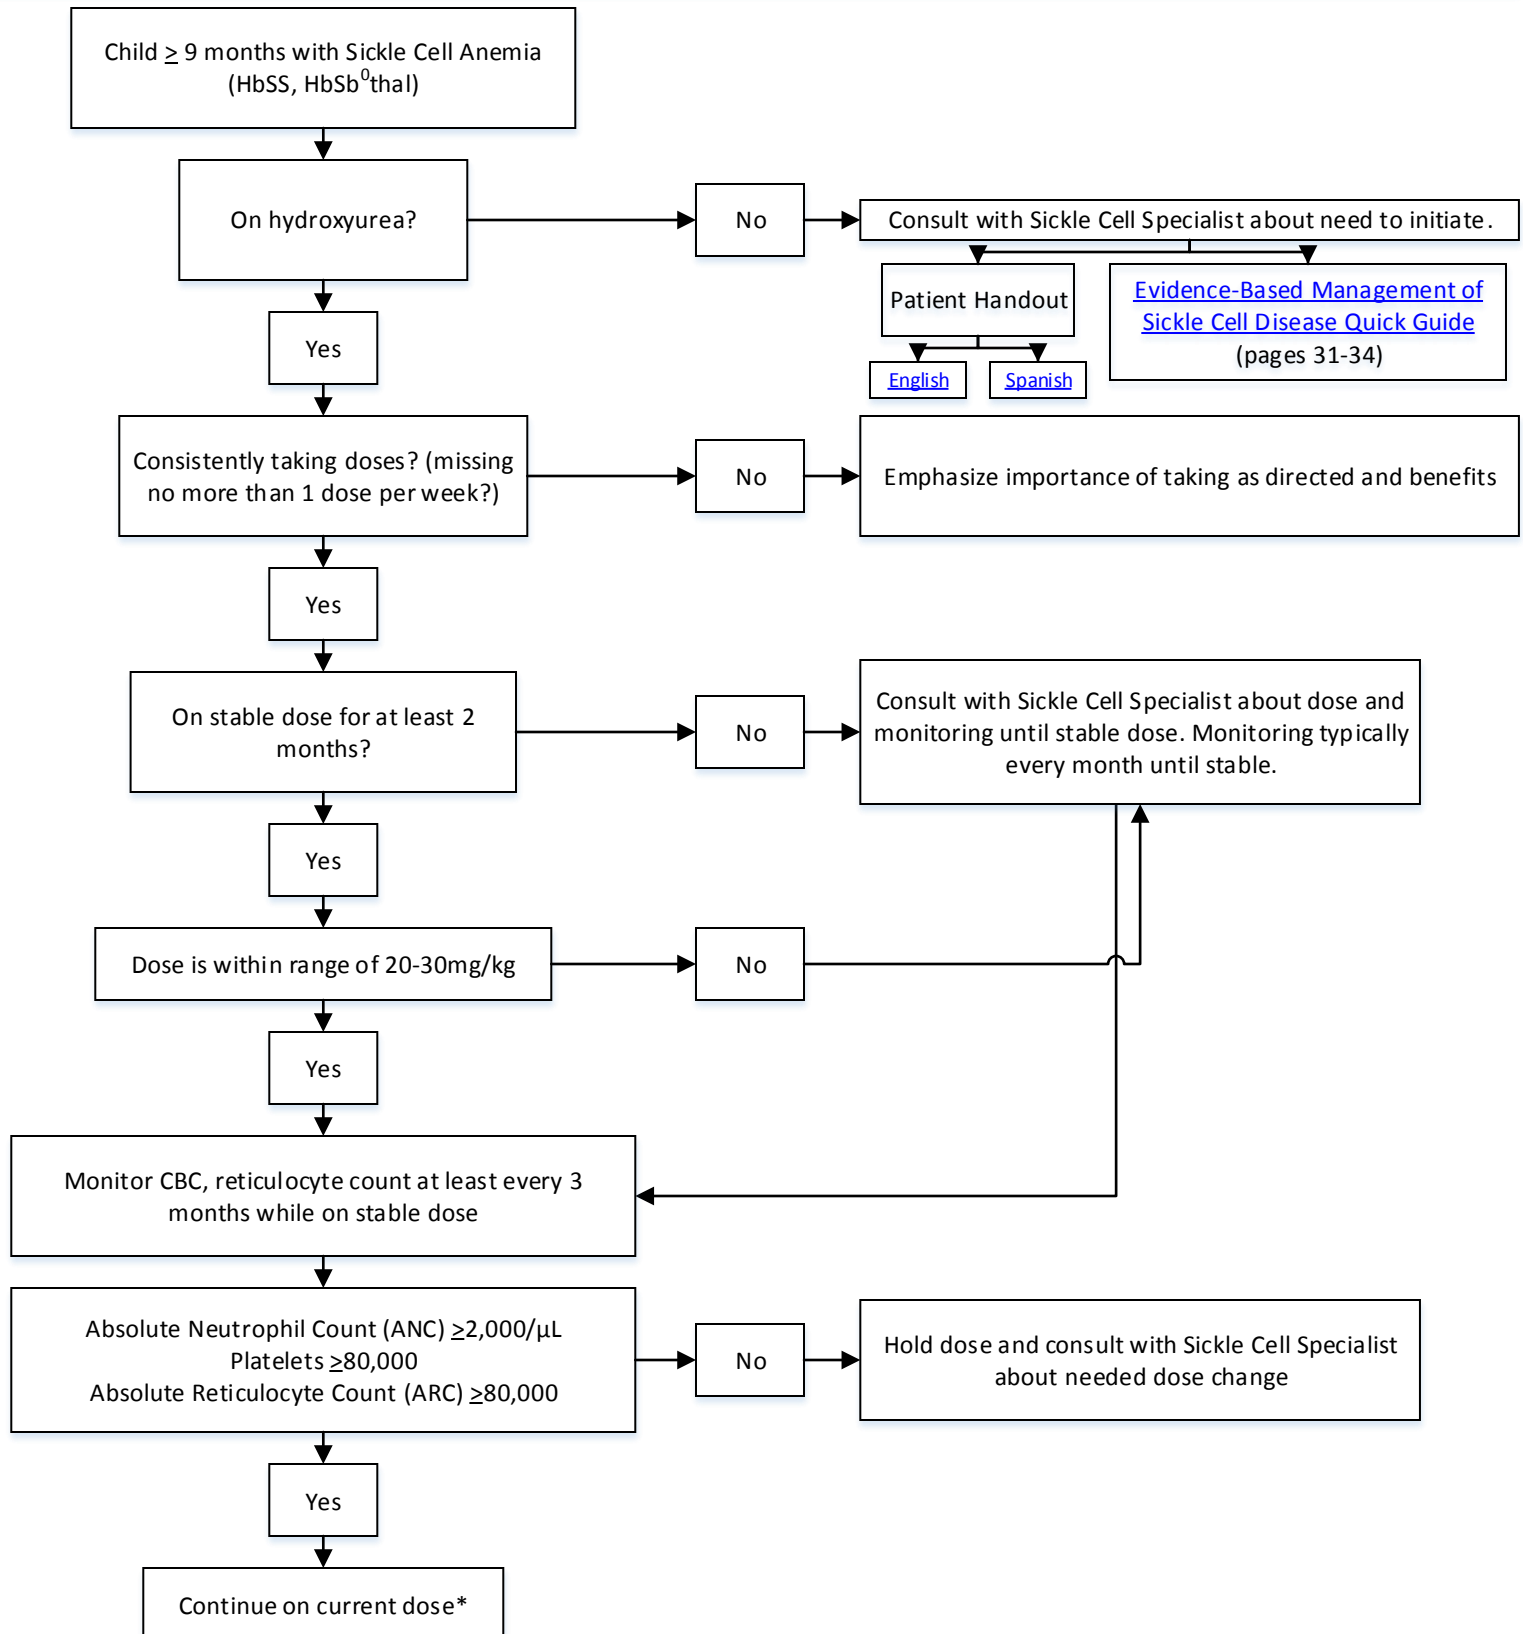 Child ≥ 9 months with Sickle Cell Anemia
(HbSS, HbSb⁰thal)
On hydroxyurea?
No
Consult with Sickle Cell Specialist about need to initiate.
Patient Handout
English
Spanish
Evidence-Based Management of
Sickle Cell Disease Quick Guide
(pages 31-34)
Yes
Consistently taking doses? (missing
no more than 1 dose per week?)
No
Emphasize importance of taking as directed and benefits
Yes
On stable dose for at least 2
months?
No
Consult with Sickle Cell Specialist about dose and
monitoring until stable dose. Monitoring typically
every month until stable.
Yes
Dose is within range of 20-30mg/kg
No
Yes
Monitor CBC, reticulocyte count at least every 3
months while on stable dose
Absolute Neutrophil Count (ANC) ≥2,000/µL
Platelets ≥80,000
Absolute Reticulocyte Count (ARC) ≥80,000
No
Hold dose and consult with Sickle Cell Specialist
about needed dose change
Yes
Continue on current dose*